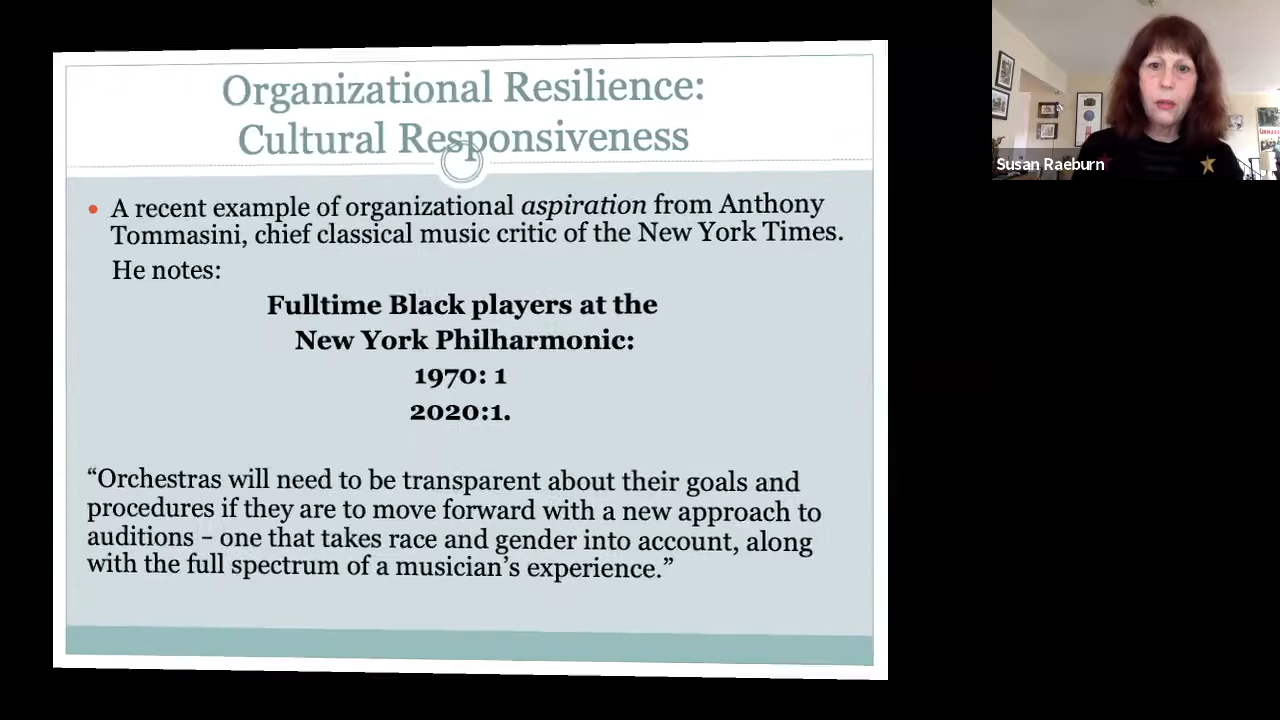 Organizational Resilience:
Cultural Responsiveness
• A recent example of organizational aspiration from Anthony
Tommasini, chief classical music critic of the New York Times.
He notes:
Fulltime Black players at the
New York Philharmonic:
1970: 1
2020:1.
“Orchestras will need to be transparent about their goals and
procedures if they are to move forward with a new approach to
auditions – one that takes race and gender into account, along
with the full spectrum of a musician’s experience.”
Susan Raeburn